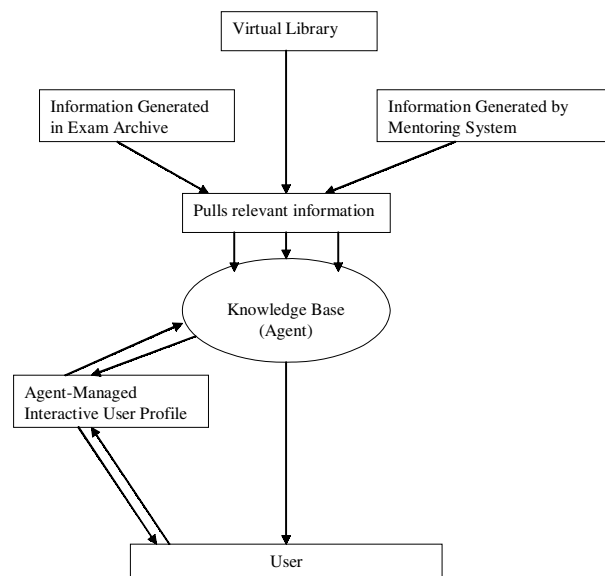 Virtual Library
Information Generated
in Exam Archive
Information Generated by
Mentoring System
Pulls relevant information
Knowledge Base
(Agent)
Agent-Managed
Interactive User Profile
User